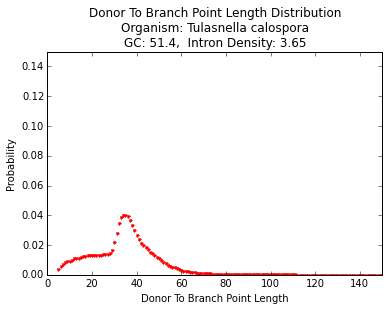 Donor To Branch Point Length Distribution
Organism: Tulasnella calospora
GC: 51.4,  Intron Density: 3.65
0.14
0.12
0.10
0.08
0.06
0.04
0.02
0.00
Probability
0 20 40 60 80 100 120 140
Donor To Branch Point Length